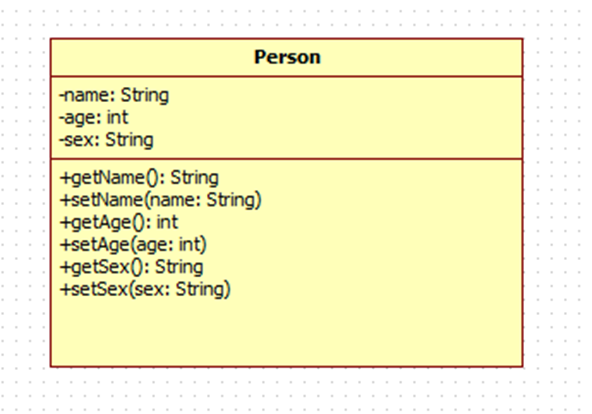 Person
-name: String
-age: int
-sex: String
+getName(): String
+setName(name: String)
+getAge(): int
+setAge(age: int)
+getSex(): String
+setSex(sex: String)